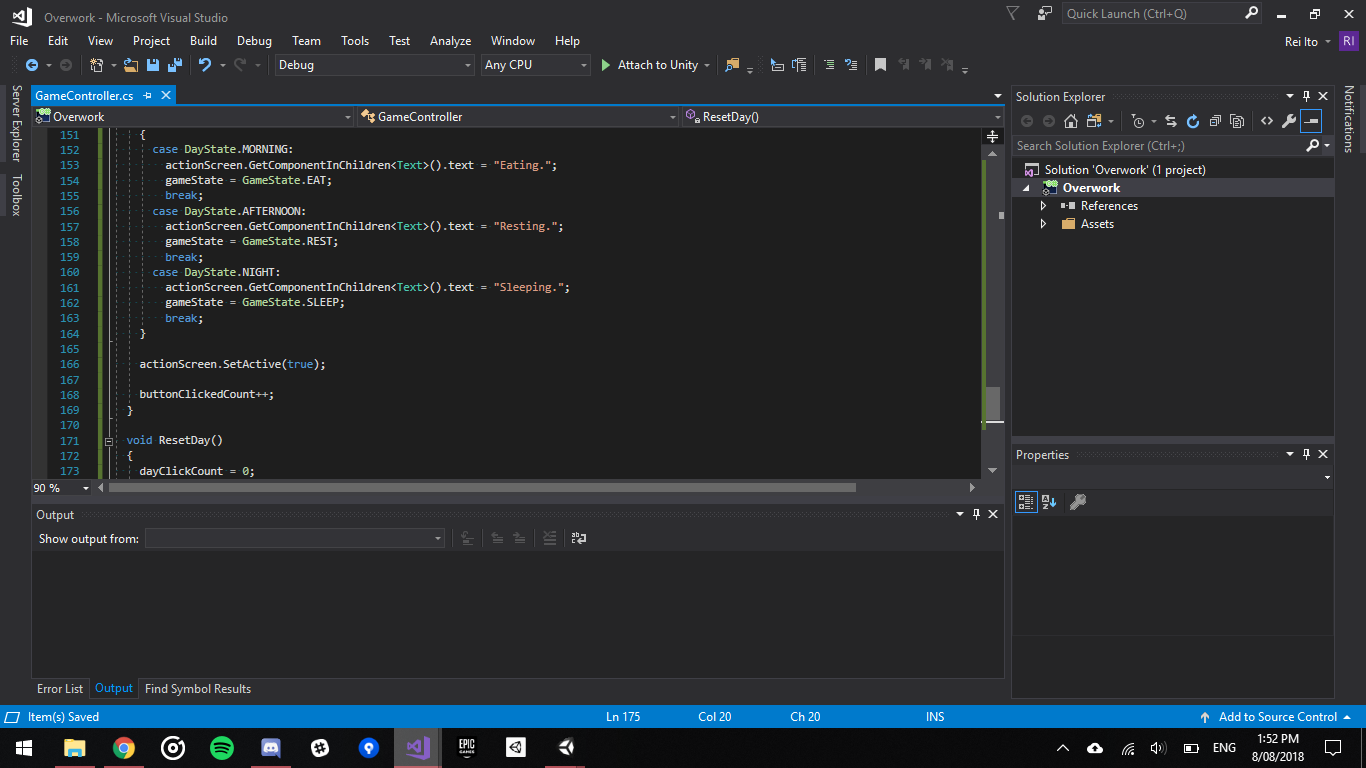 Overwork - Microsoft Visual Studio
Quick Launch (Ctrl+Q)
File Edit View Project Build Debug Team Tools Test Analyze Window Help
Rei Ito RI
Debug Any CPU Attach to Unity
Server Explorer
Toolbox
GameController.cs
Overwork GameController ResetDay()
151 {
152 case DayState.MORNING:
153 actionScreen.GetComponentInChildren<Text>().text = "Eating.";
154 gameState = GameState.EAT;
155 break;
156 case DayState.AFTERNOON:
157 actionScreen.GetComponentInChildren<Text>().text = "Resting.";
158 gameState = GameState.REST;
159 break;
160 case DayState.NIGHT:
161 actionScreen.GetComponentInChildren<Text>().text = "Sleeping.";
162 gameState = GameState.SLEEP;
163 break;
164 }
165
166 actionScreen.SetActive(true);
167
168 buttonClickedCount++;
169 }
170
171 void ResetDay()
172 {
173 dayClickCount = 0;
90 %
Output
Show output from:
Error List Output Find Symbol Results
Solution Explorer
Search Solution Explorer (Ctrl+;)
Solution 'Overwork' (1 project)
Overwork
References
Assets
Properties
Notifications
Item(s) Saved Ln 175 Col 20 Ch 20 INS Add to Source Control
EPIC GAMES
ENG
1:52 PM
8/08/2018